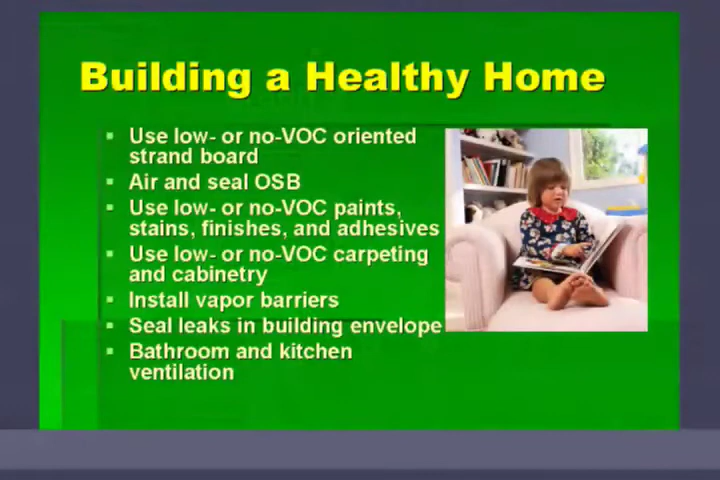 Building a Healthy Home
Use low- or no-VOC oriented
strand board
Air and seal OSB
Use low- or no-VOC paints,
stains, finishes, and adhesives
Use low- or no-VOC carpeting
and cabinetry
Install vapor barriers
Seal leaks in building envelope
Bathroom and kitchen
ventilation